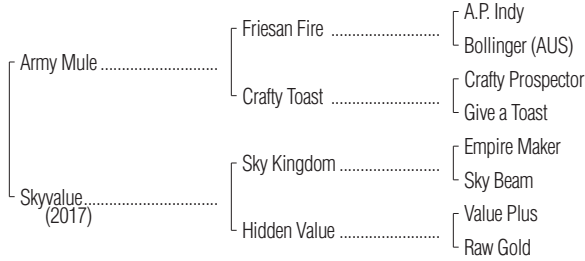 A.P. Indy
Friesan Fire ........................
Bollinger (AUS)
Army Mule ..........................
Crafty Prospector
Crafty Toast ........................
Give a Toast
Empire Maker
Sky Kingdom .......................
Sky Beam
Skyvalue..............................
(2017)
Value Plus
Hidden Value ......................
Raw Gold